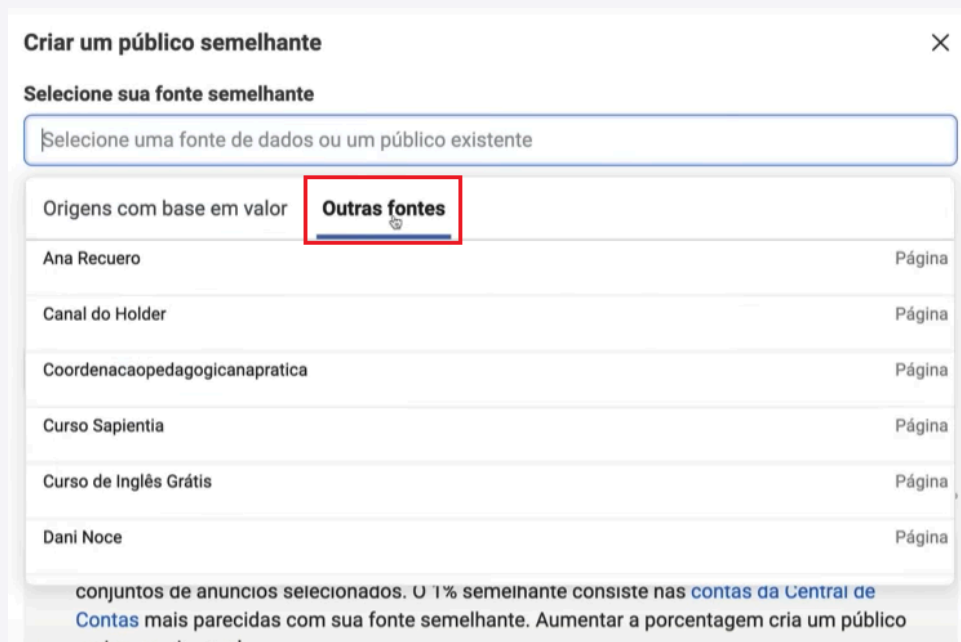 Criar um público semelhante
Selecione sua fonte semelhante
Selecione uma fonte de dados ou um público existente
Origens com base em valor Outras fontes
Ana Recuero Página
Canal do Holder Página
Coordenacaopedagogicanapratica Página
Curso Sapientia Página
Curso de Inglês Grátis Página
Dani Noce Página
conjuntos de anúncios selecionados. O 1% semelhante consiste nas contas da Central de
Contas mais parecidas com sua fonte semelhante. Aumentar a porcentagem cria um público